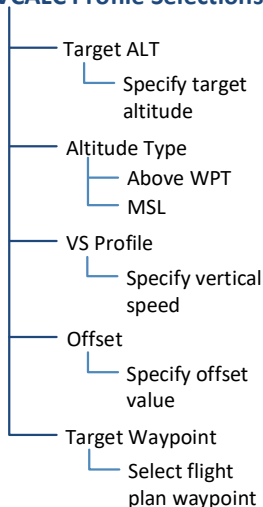 VCALC Profile Selections
Target ALT
Specify target
altitude
Altitude Type
Above WPT
MSL
VS Profile
Specify vertical
speed
Offset
Specify offset
value
Target Waypoint
Select flight
plan waypoint